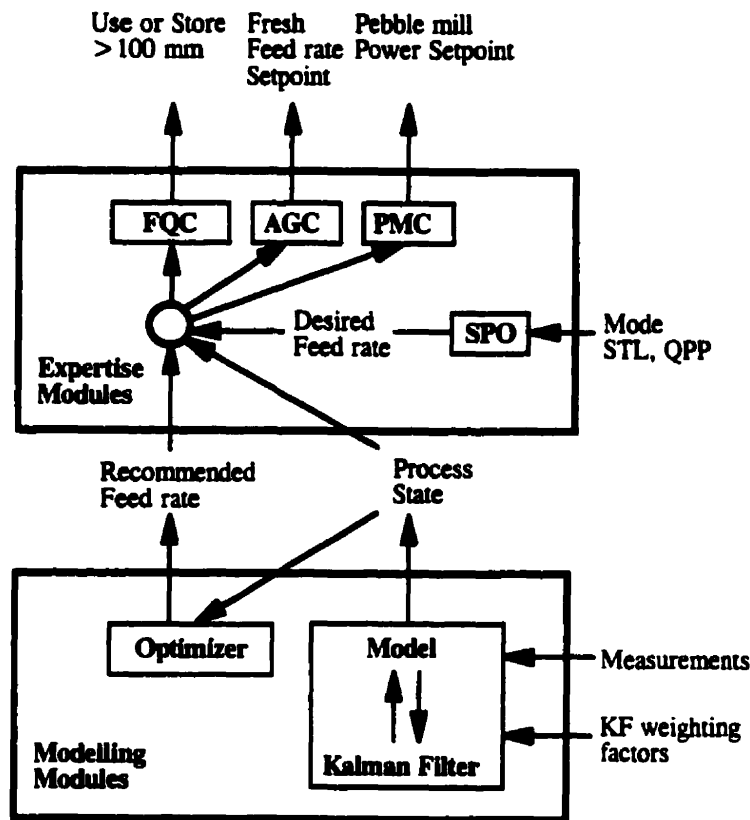 Use or Store
> 100 mm
Fresh
Feed rate
Setpoint
Pebble mill
Power Setpoint
FQC
AGC
PMC
Desired
Feed rate
SPO
Mode
STL, QPP
Expertise
Modules
Recommended
Feed rate
Process
State
Optimizer
Model
Kalman Filter
Measurements
KF weighting
factors
Modelling
Modules